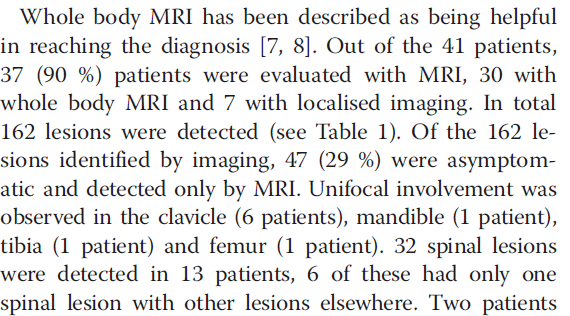 Whole body MRI has been described as being helpful
in reaching the diagnosis [7, 8]. Out of the 41 patients,
37 (90 %) patients were evaluated with MRI, 30 with
whole body MRI and 7 with localised imaging. In total
162 lesions were detected (see Table 1). Of the 162 le-
sions identified by imaging, 47 (29 %) were asymptom-
atic and detected only by MRI. Unifocal involvement was
observed in the clavicle (6 patients), mandible (1 patient),
tibia (1 patient) and femur (1 patient). 32 spinal lesions
were detected in 13 patients, 6 of these had only one
spinal lesion with other lesions elsewhere. Two patients